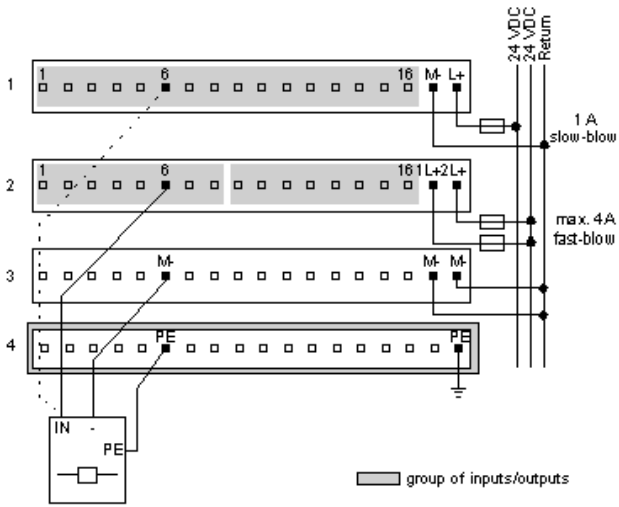 24 VDC
24 VDC
Return
1
1 6 16 M- L+
1 A
slow-blow
2
1 6 16 1L+2L+
max. 4A
fast-blow
3
M- M- M-
4
PE PE
IN -
PE
group of inputs/outputs